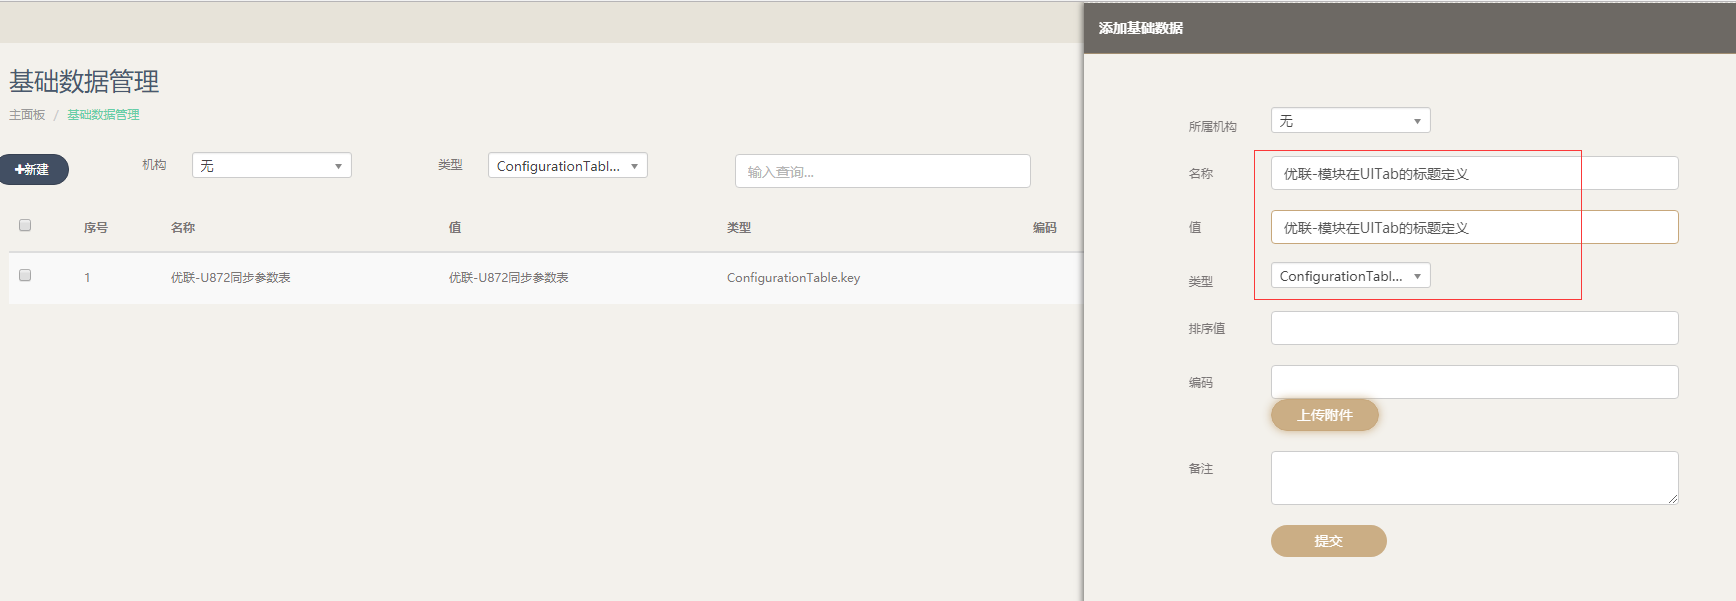 基础数据管理
主面板 / 基础数据管理
+新建
机构
无
类型
ConfigurationTabl...
输入查询...
序号 名称 值 类型 编码
1 优联-U872同步参数表 优联-U872同步参数表 ConfigurationTable.key
添加基础数据
所属机构
无
名称
优联-模块在UITab的标题定义
值
优联-模块在UITab的标题定义
类型
ConfigurationTabl...
排序值
编码
上传附件
备注
提交